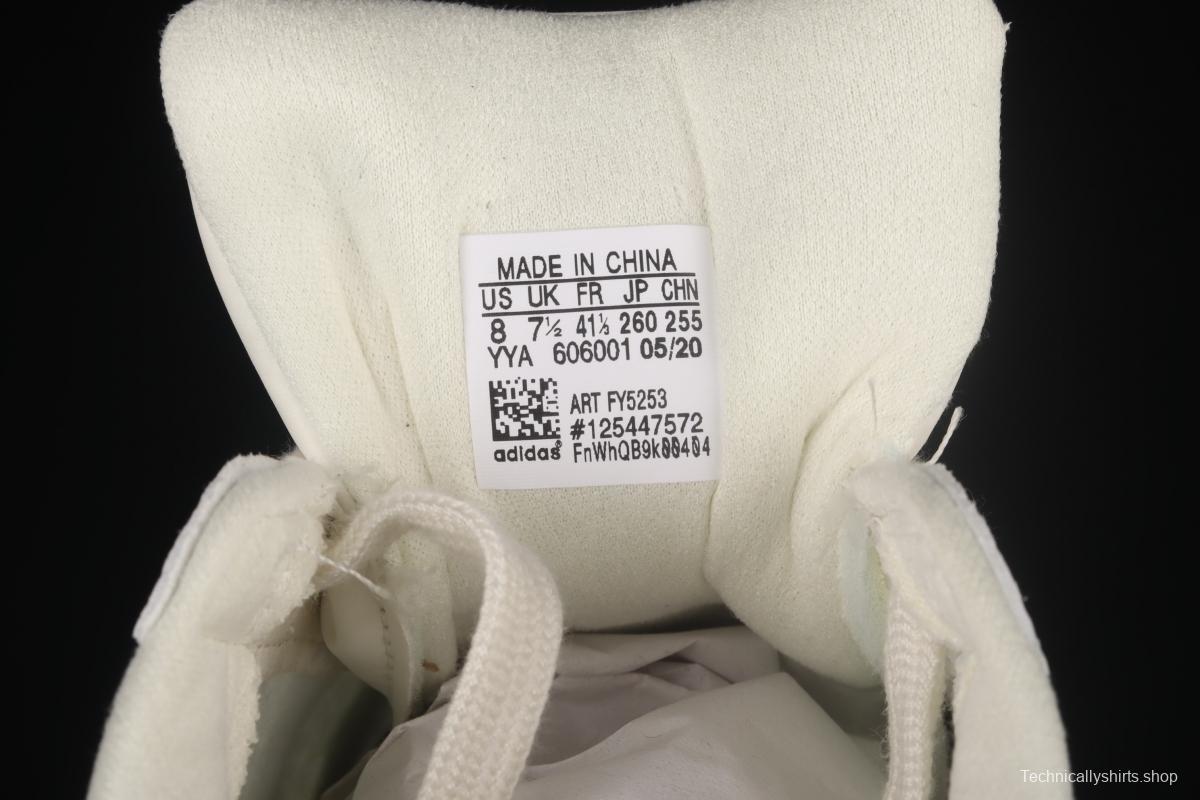 MADE IN CHINA
US UK FR JP CHN
8 7½ 41⅓ 260 255
YYA 606001 05/20
ART FY5253
#125447572
adidas® FnWhQB9k00404
Technicallyshirts.shop